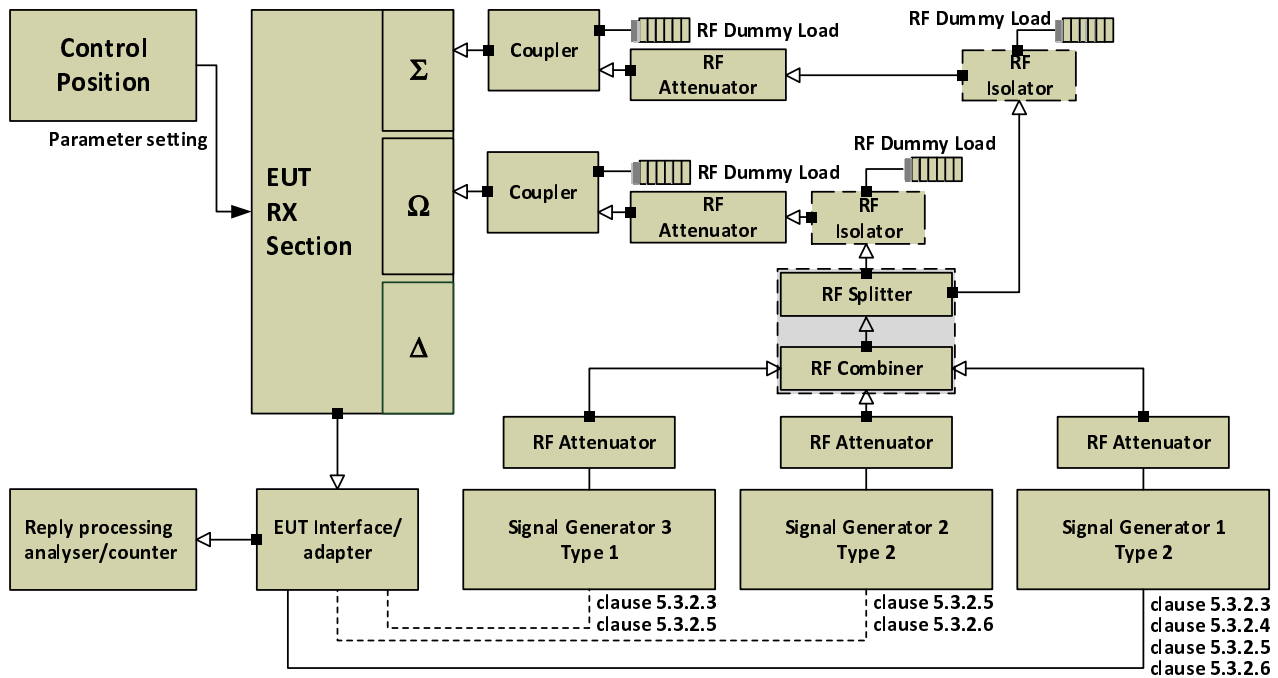 Control
Position
Parameter setting
EUT
RX
Section
Σ
Ω
Δ
Coupler
RF Dummy Load
RF
Attenuator
RF Dummy Load
RF
Isolator
Coupler
RF Dummy Load
RF
Attenuator
RF Dummy Load
RF
Isolator
RF Splitter
RF Combiner
RF Attenuator
RF Attenuator
RF Attenuator
Reply processing
analyser/counter
EUT Interface/
adapter
Signal Generator 3
Type 1
Signal Generator 2
Type 2
Signal Generator 1
Type 2
clause 5.3.2.3
clause 5.3.2.5
clause 5.3.2.5
clause 5.3.2.6
clause 5.3.2.3
clause 5.3.2.4
clause 5.3.2.5
clause 5.3.2.6